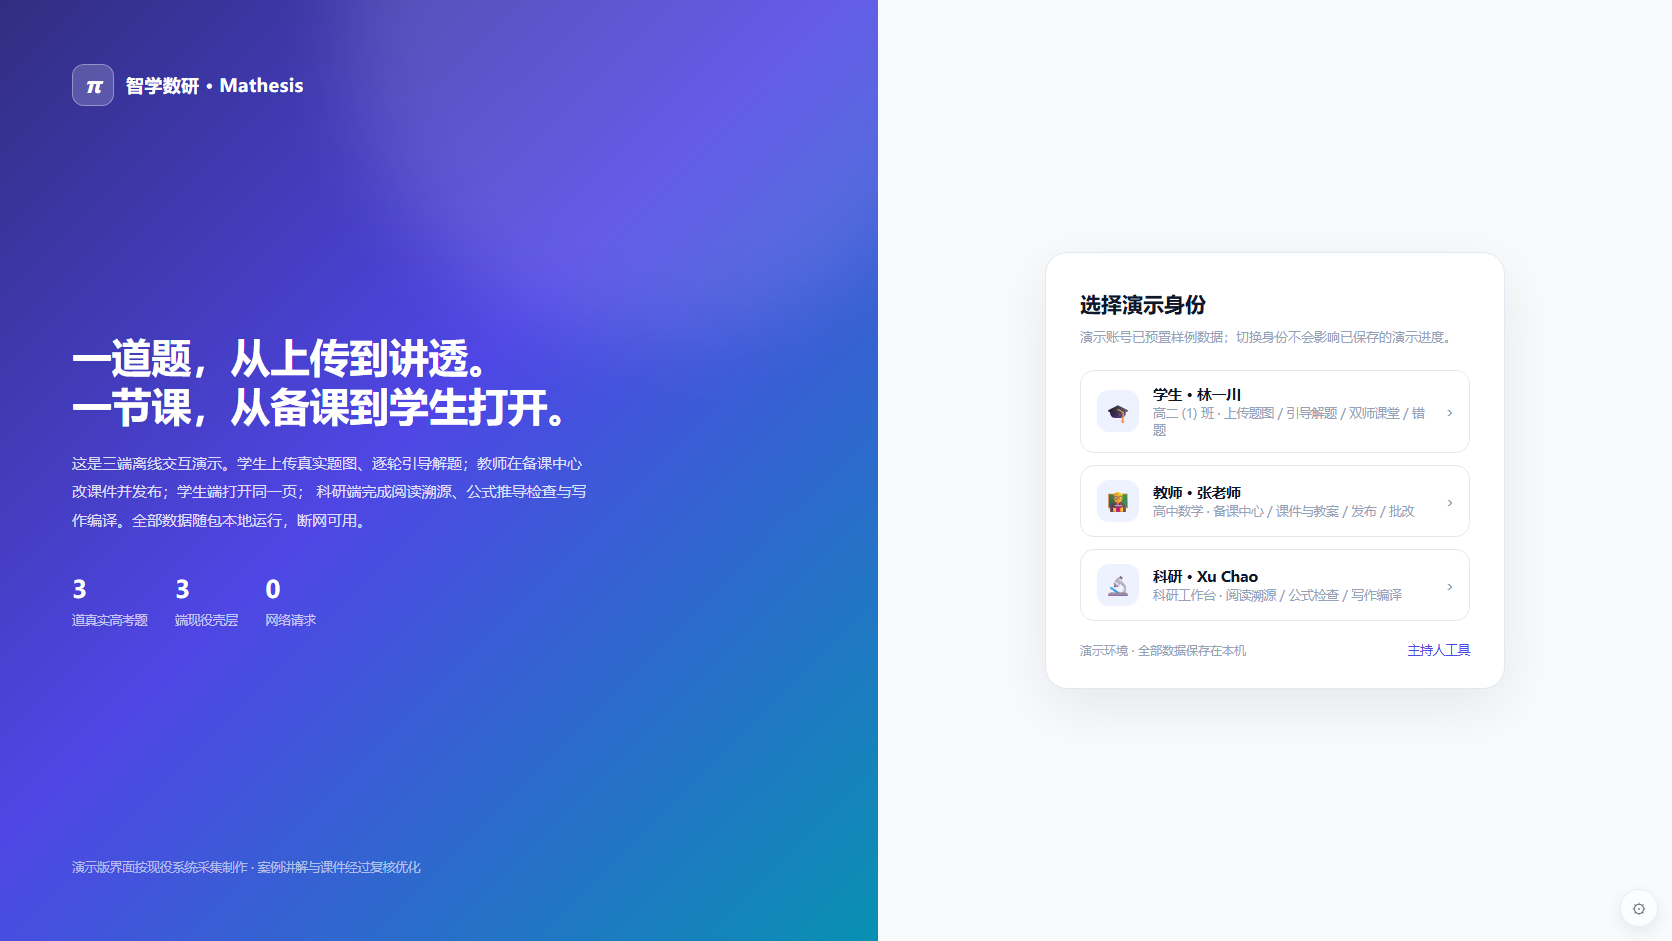 π 智学数研 • Mathesis
一道题，从上传到讲透。
一节课，从备课到学生打开。
这是三端离线交互演示。学生上传真实题图、逐轮引导解题；教师在备课中心
改课件并发布；学生端打开同一页； 科研端完成阅读溯源、公式推导检查与写
作编译。全部数据随包本地运行，断网可用。
3 3 0
道真实高考题 端现役壳层 网络请求
演示版界面按现役系统采集制作 · 案例讲解与课件经过复核优化
选择演示身份
演示账号已预置样例数据；切换身份不会影响已保存的演示进度。
学生 • 林一川
高二 (1) 班 · 上传题图 / 引导解题 / 双师课堂 / 错
题
教师 • 张老师
高中数学 · 备课中心 / 课件与教案 / 发布 / 批改
科研 • Xu Chao
科研工作台 · 阅读溯源 / 公式检查 / 写作编译
演示环境 · 全部数据保存在本机 主持人工具